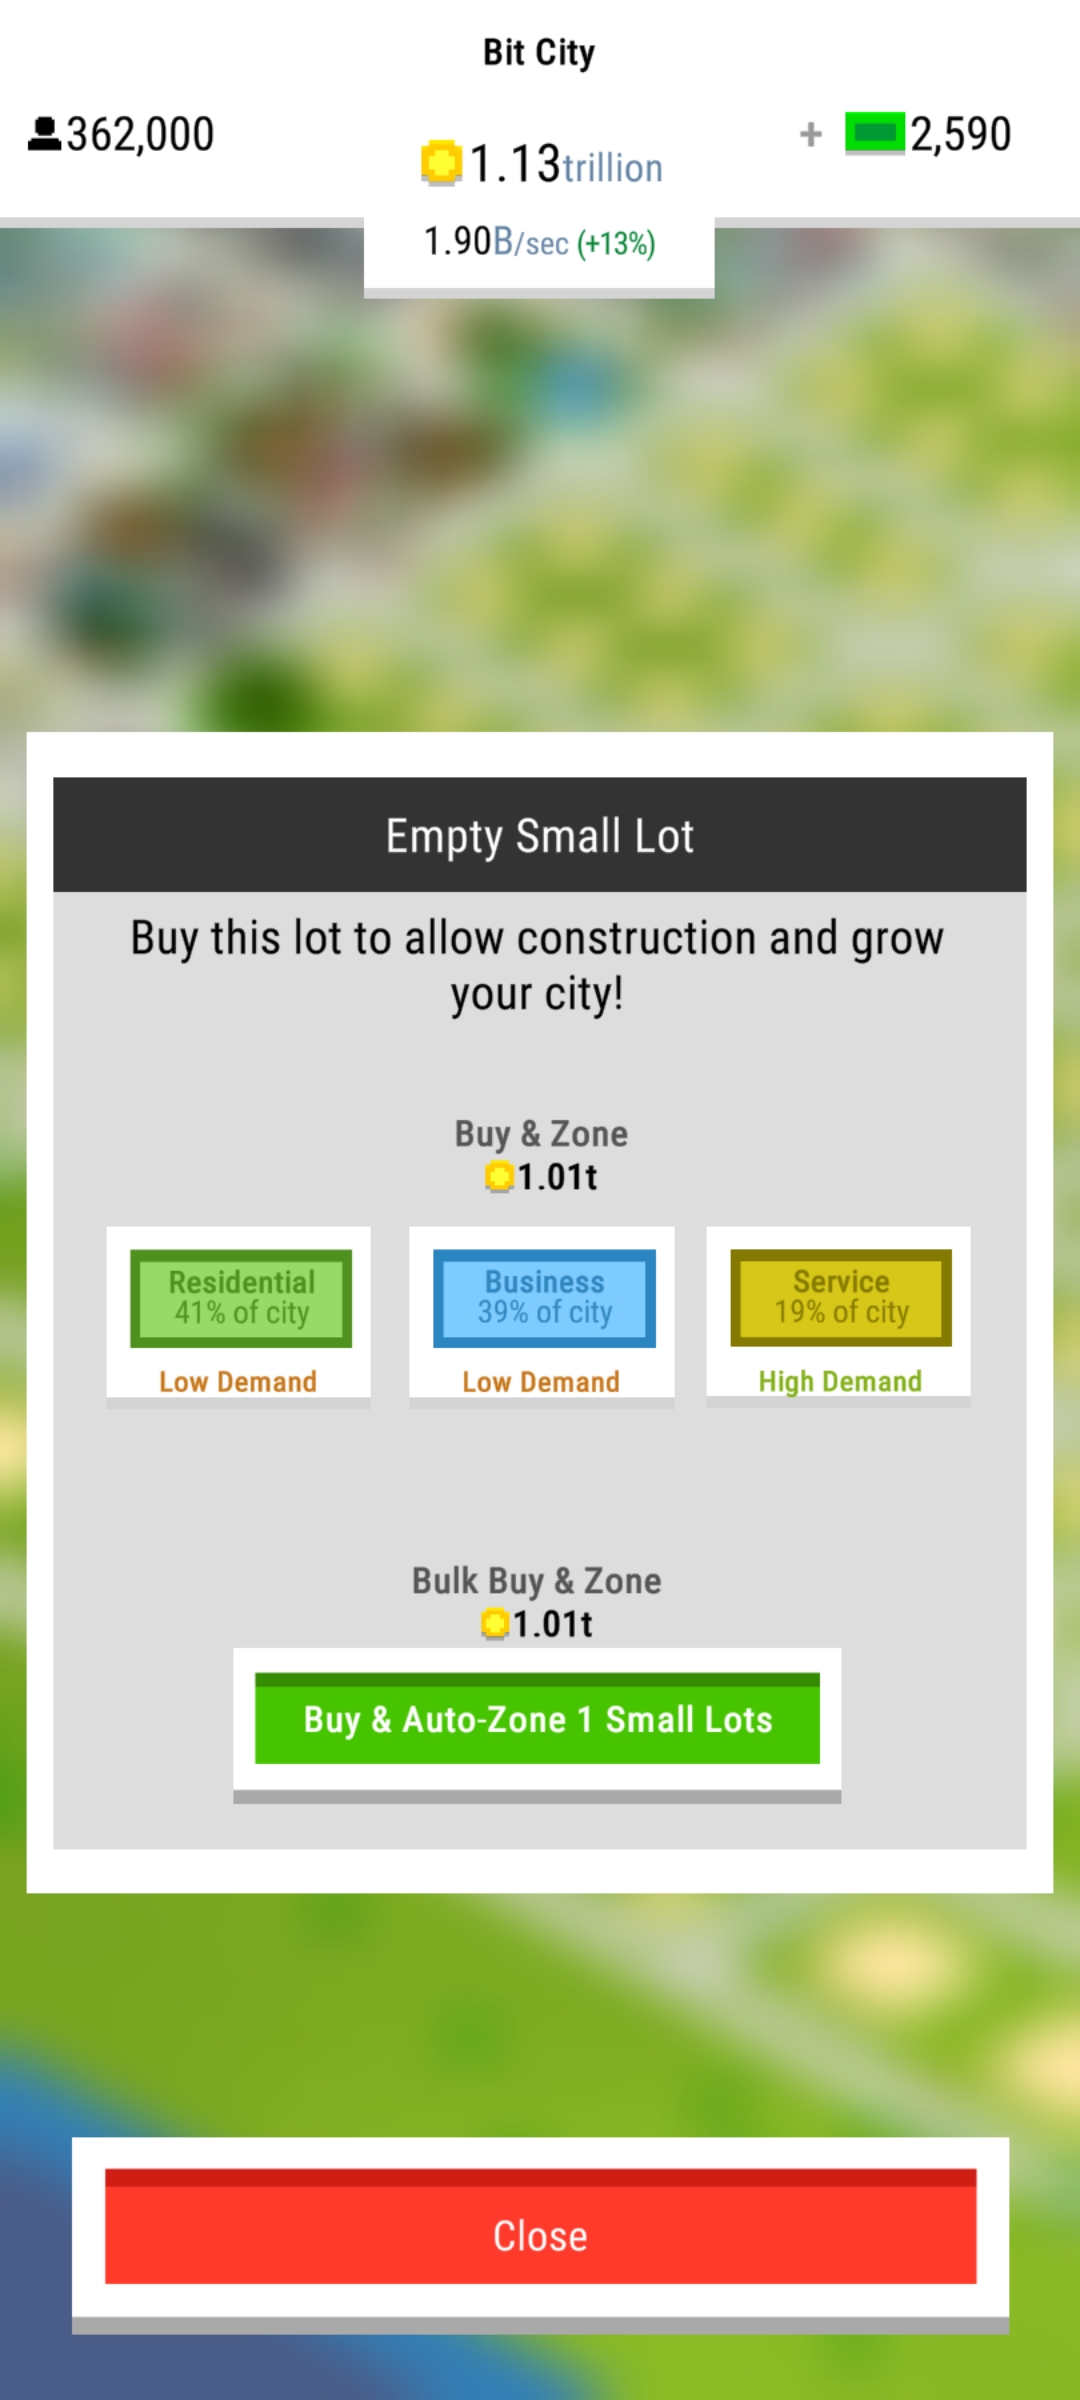 Bit City
362,000
1.13trillion
+ 2,590
1.90B/sec (+13%)
Empty Small Lot
Buy this lot to allow construction and grow
your city!
Buy & Zone
1.01t
Residential
41% of city
Low Demand
Business
39% of city
Low Demand
Service
19% of city
High Demand
Bulk Buy & Zone
1.01t
Buy & Auto-Zone 1 Small Lots
Close